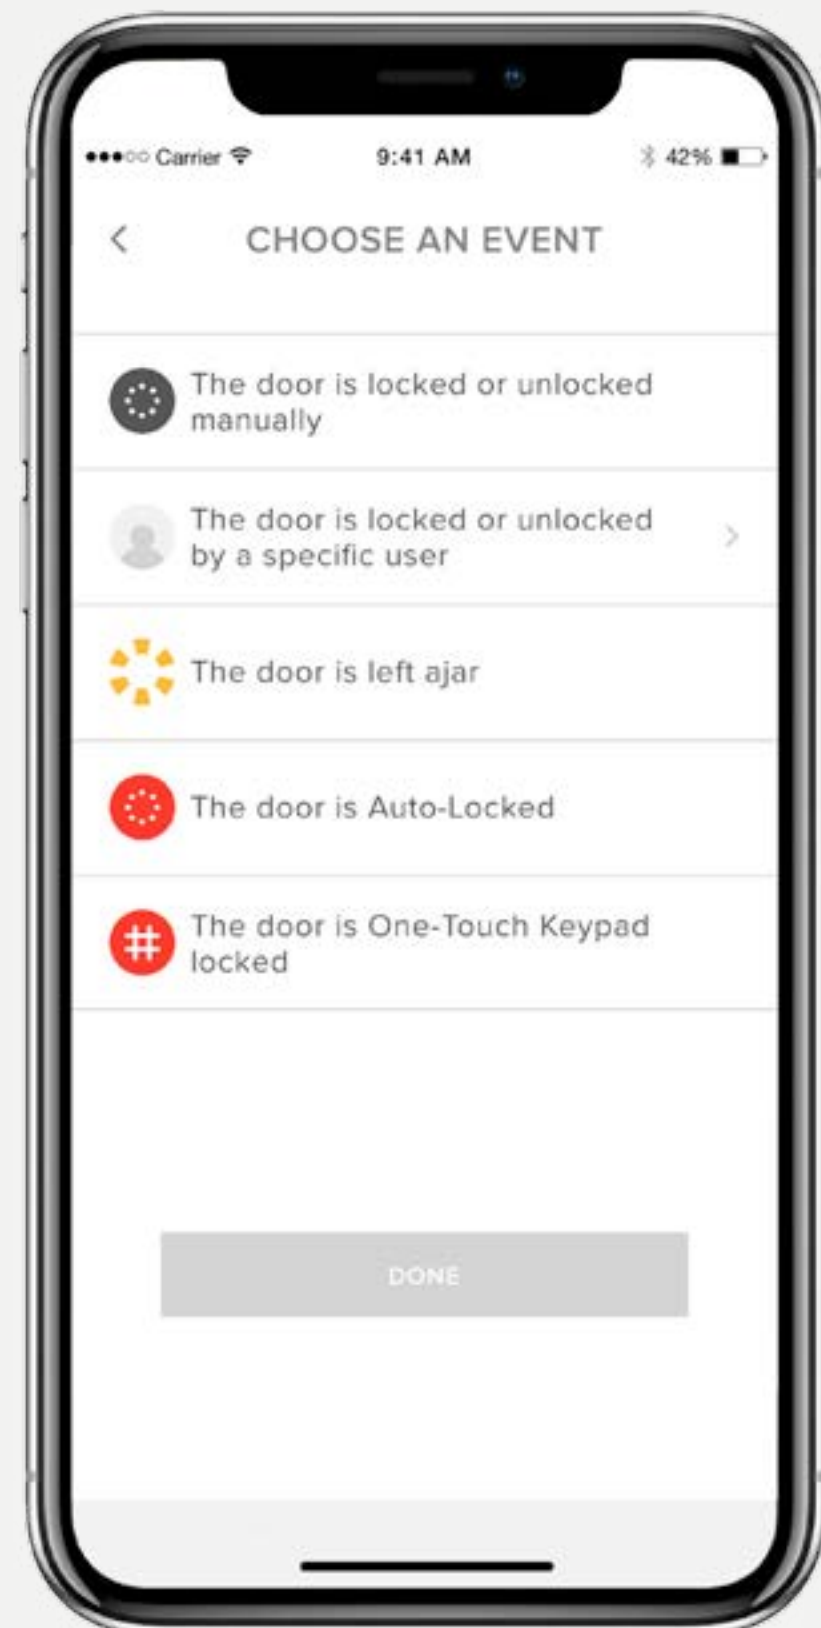 Carrier 9:41 AM 42%
CHOOSE AN EVENT
The door is locked or unlocked
manually
The door is locked or unlocked
by a specific user
The door is left ajar
The door is Auto-Locked
The door is One-Touch Keypad
locked
DONE